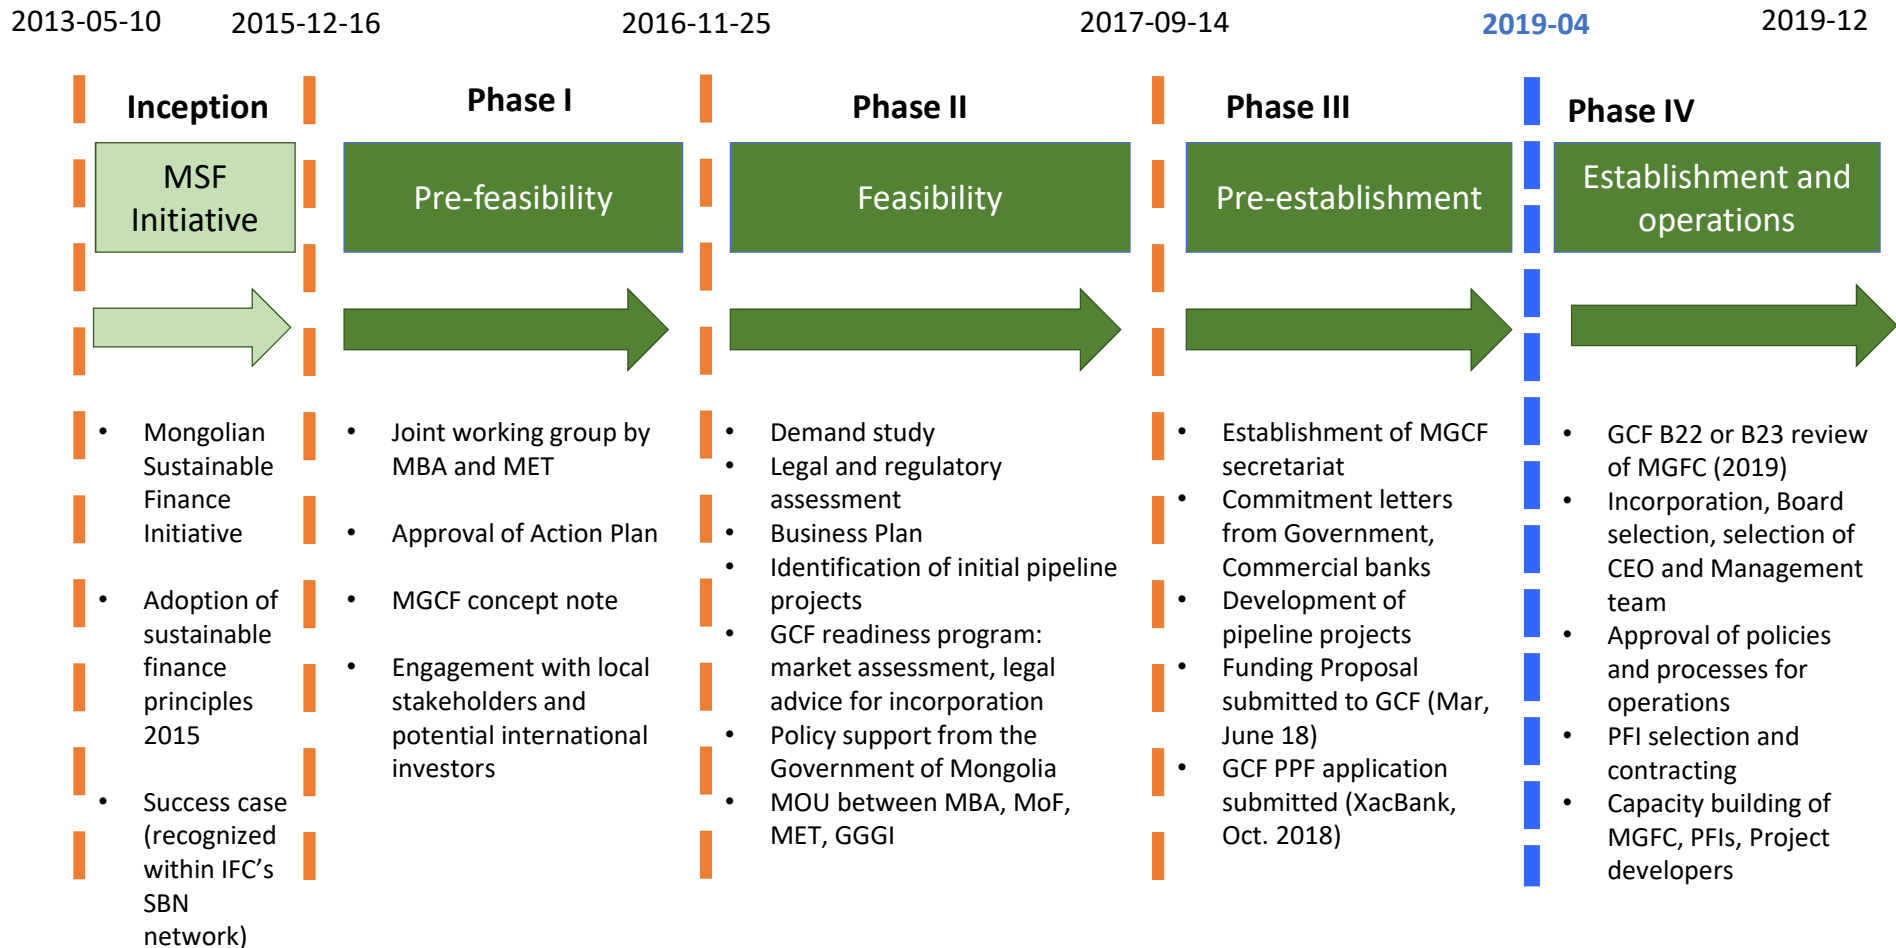 2013-05-10 2015-12-16 2016-11-25 2017-09-14 2019-04 2019-12
Inception
MSF
Initiative
• Mongolian
Sustainable
Finance
Initiative
• Adoption of
sustainable
finance
principles
2015
• Success case
(recognized
within IFC’s
SBN
network)
Phase I
Pre-feasibility
• Joint working group by
MBA and MET
• Approval of Action Plan
• MGCF concept note
• Engagement with local
stakeholders and
potential international
investors
Phase II
Feasibility
• Demand study
• Legal and regulatory
assessment
• Business Plan
• Identification of initial pipeline
projects
• GCF readiness program:
market assessment, legal
advice for incorporation
• Policy support from the
Government of Mongolia
• MOU between MBA, MoF,
MET, GGGI
Phase III
Pre-establishment
• Establishment of MGCF
secretariat
• Commitment letters
from Government,
Commercial banks
• Development of
pipeline projects
• Funding Proposal
submitted to GCF (Mar,
June 18)
• GCF PPF application
submitted (XacBank,
Oct. 2018)
Phase IV
Establishment and
operations
• GCF B22 or B23 review
of MGFC (2019)
• Incorporation, Board
selection, selection of
CEO and Management
team
• Approval of policies
and processes for
operations
• PFI selection and
contracting
• Capacity building of
MGFC, PFIs, Project
developers